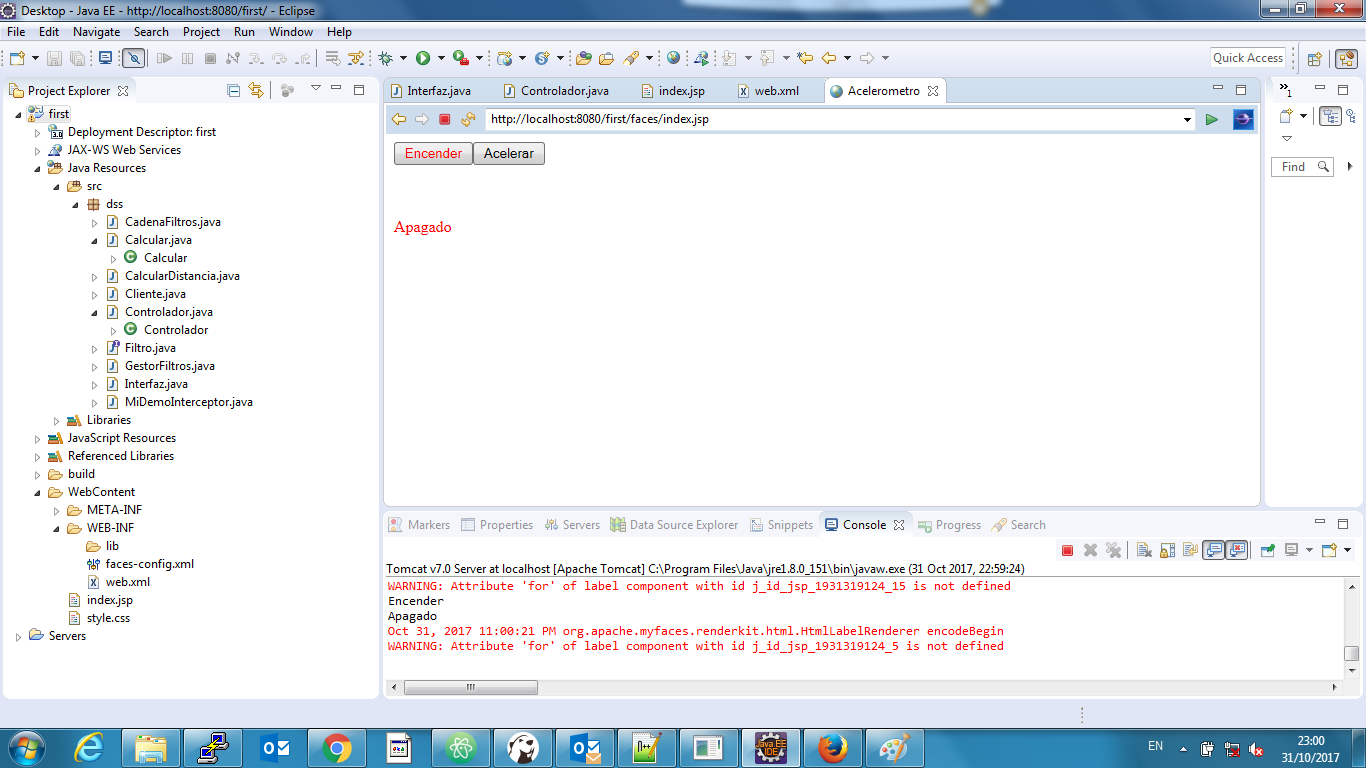 Desktop - Java EE - http://localhost:8080/first/ - Eclipse
File Edit Navigate Search Project Run Window Help
Quick Access
Project Explorer
first
Deployment Descriptor: first
JAX-WS Web Services
Java Resources
src
dss
CadenaFiltros.java
Calcular.java
Calcular
CalcularDistancia.java
Cliente.java
Controlador.java
Controlador
Filtro.java
GestorFiltros.java
Interfaz.java
MiDemoInterceptor.java
Libraries
JavaScript Resources
Referenced Libraries
build
WebContent
META-INF
WEB-INF
lib
faces-config.xml
web.xml
index.jsp
style.css
Servers
Interfaz.java Controlador.java index.jsp web.xml Acelerometro
http://localhost:8080/first/faces/index.jsp
Encender Acelerar
Apagado
1
Find
Markers Properties Servers Data Source Explorer Snippets Console Progress Search
Tomcat v7.0 Server at localhost [Apache Tomcat] C:\Program Files\Java\jre1.8.0_151\bin\javaw.exe (31 Oct 2017, 22:59:24)
WARNING: Attribute 'for' of label component with id j_id_jsp_1931319124_15 is not defined
Encender
Apagado
Oct 31, 2017 11:00:21 PM org.apache.myfaces.renderkit.html.HtmlLabelRenderer encodeBegin
WARNING: Attribute 'for' of label component with id j_id_jsp_1931319124_5 is not defined
Java EE
IDE
EN
23:00
31/10/2017